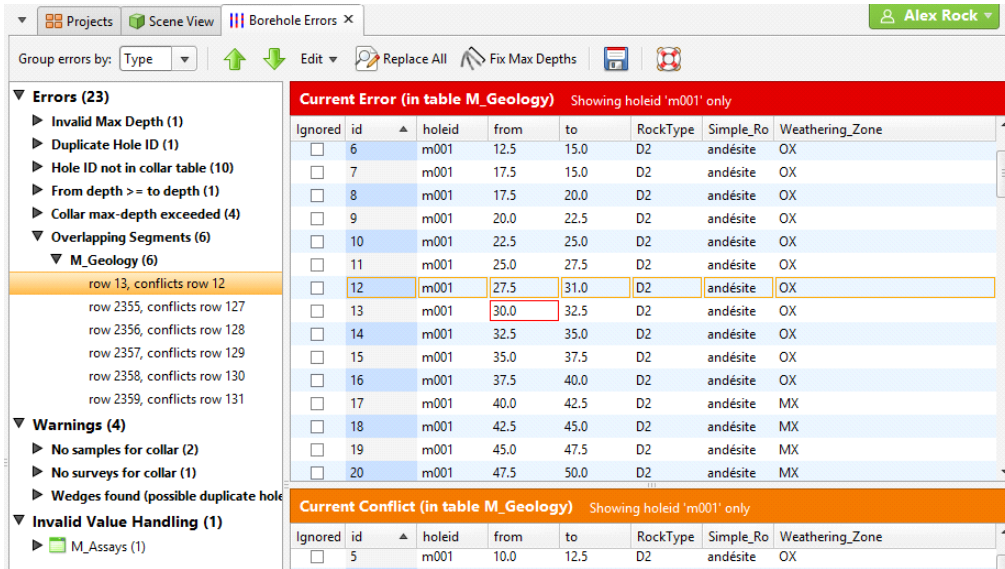 Projects Scene View Borehole Errors × Alex Rock
Group errors by: Type Edit Replace All Fix Max Depths
Errors (23)
Invalid Max Depth (1)
Duplicate Hole ID (1)
Hole ID not in collar table (10)
From depth >= to depth (1)
Collar max-depth exceeded (4)
Overlapping Segments (6)
M_Geology (6)
row 13, conflicts row 12
row 2355, conflicts row 127
row 2356, conflicts row 128
row 2357, conflicts row 129
row 2358, conflicts row 130
row 2359, conflicts row 131
Warnings (4)
No samples for collar (2)
No surveys for collar (1)
Wedges found (possible duplicate hole
Invalid Value Handling (1)
M_Assays (1)
Current Error (in table M_Geology) Showing holeid 'm001' only
Ignored id holeid from to RockType Simple_Ro Weathering_Zone
6 m001 12.5 15.0 D2 andésite OX
7 m001 17.5 15.0 D2 andésite OX
8 m001 17.5 20.0 D2 andésite OX
9 m001 20.0 22.5 D2 andésite OX
10 m001 22.5 25.0 D2 andésite OX
11 m001 25.0 27.5 D2 andésite OX
12 m001 27.5 31.0 D2 andésite OX
13 m001 30.0 32.5 D2 andésite OX
14 m001 32.5 35.0 D2 andésite OX
15 m001 35.0 37.5 D2 andésite OX
16 m001 37.5 40.0 D2 andésite OX
17 m001 40.0 42.5 D2 andésite MX
18 m001 42.5 45.0 D2 andésite MX
19 m001 45.0 47.5 D2 andésite MX
20 m001 47.5 50.0 D2 andésite MX
Current Conflict (in table M_Geology) Showing holeid 'm001' only
Ignored id holeid from to RockType Simple_Ro Weathering_Zone
5 m001 10.0 12.5 D2 andésite OX